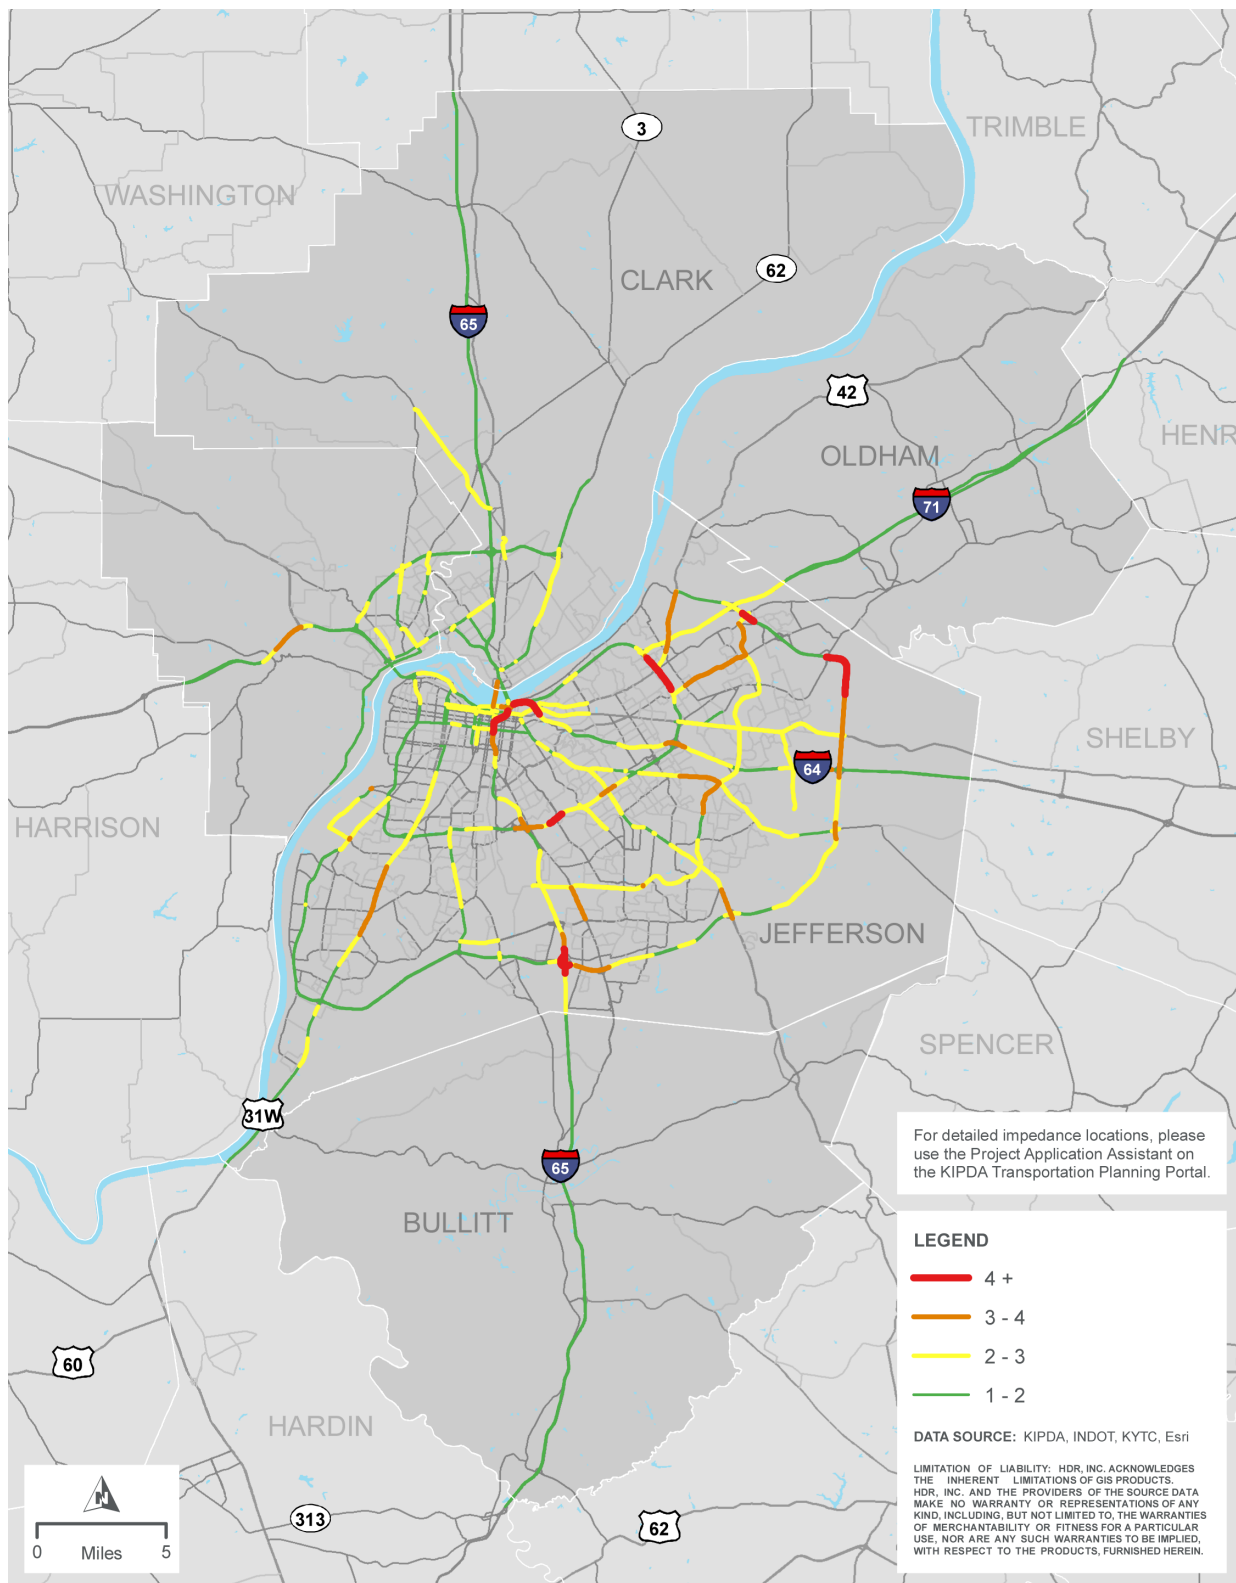 TRIMBLE
3
WASHINGTON
62
CLARK
65
42
HENR
OLDHAM
71
SHELBY
64
HARRISON
JEFFERSON
SPENCER
31W
For detailed impedance locations, please
use the Project Application Assistant on
the KIPDA Transportation Planning Portal.
65
BULLITT
LEGEND
4 +
3 - 4
2 - 3
1 - 2
60
HARDIN
DATA SOURCE: KIPDA, INDOT, KYTC, Esri
LIMITATION OF LIABILITY: HDR, INC. ACKNOWLEDGES
THE INHERENT LIMITATIONS OF GIS PRODUCTS.
HDR, INC. AND THE PROVIDERS OF THE SOURCE DATA
MAKE NO WARRANTY OR REPRESENTATIONS OF ANY
KIND, INCLUDING, BUT NOT LIMITED TO, THE WARRANTIES
OF MERCHANTABILITY OR FITNESS FOR A PARTICULAR
USE, NOR ARE ANY SUCH WARRANTIES TO BE IMPLIED,
WITH RESPECT TO THE PRODUCTS, FURNISHED HEREIN.
N
0 Miles 5
313
62